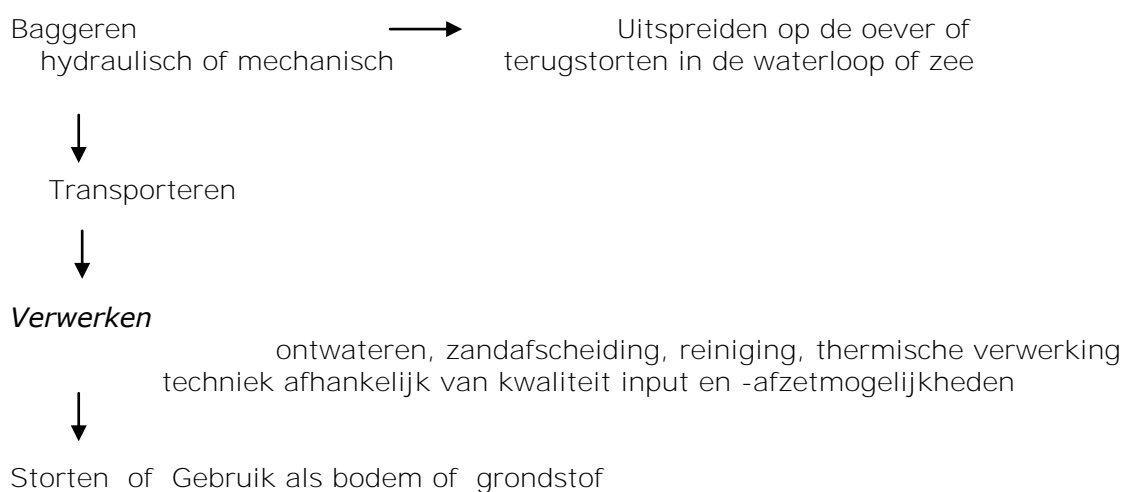 Baggeren Uitspreiden op de oever of
hydraulisch of mechanisch terugstorten in de waterloop of zee
Transporteren
Verwerken
ontwateren, zandafscheiding, reiniging, thermische verwerking
techniek afhankelijk van kwaliteit input en -afzetmogelijkheden
Storten of Gebruik als bodem of grondstof